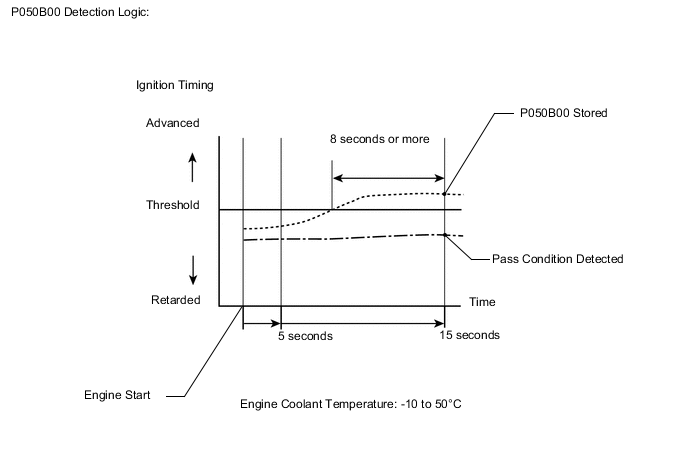 P050B00 Detection Logic:
Ignition Timing
Advanced
P050B00 Stored
8 seconds or more
Threshold
Pass Condition Detected
Retarded
Time
5 seconds
15 seconds
Engine Start
Engine Coolant Temperature: -10 to 50°C